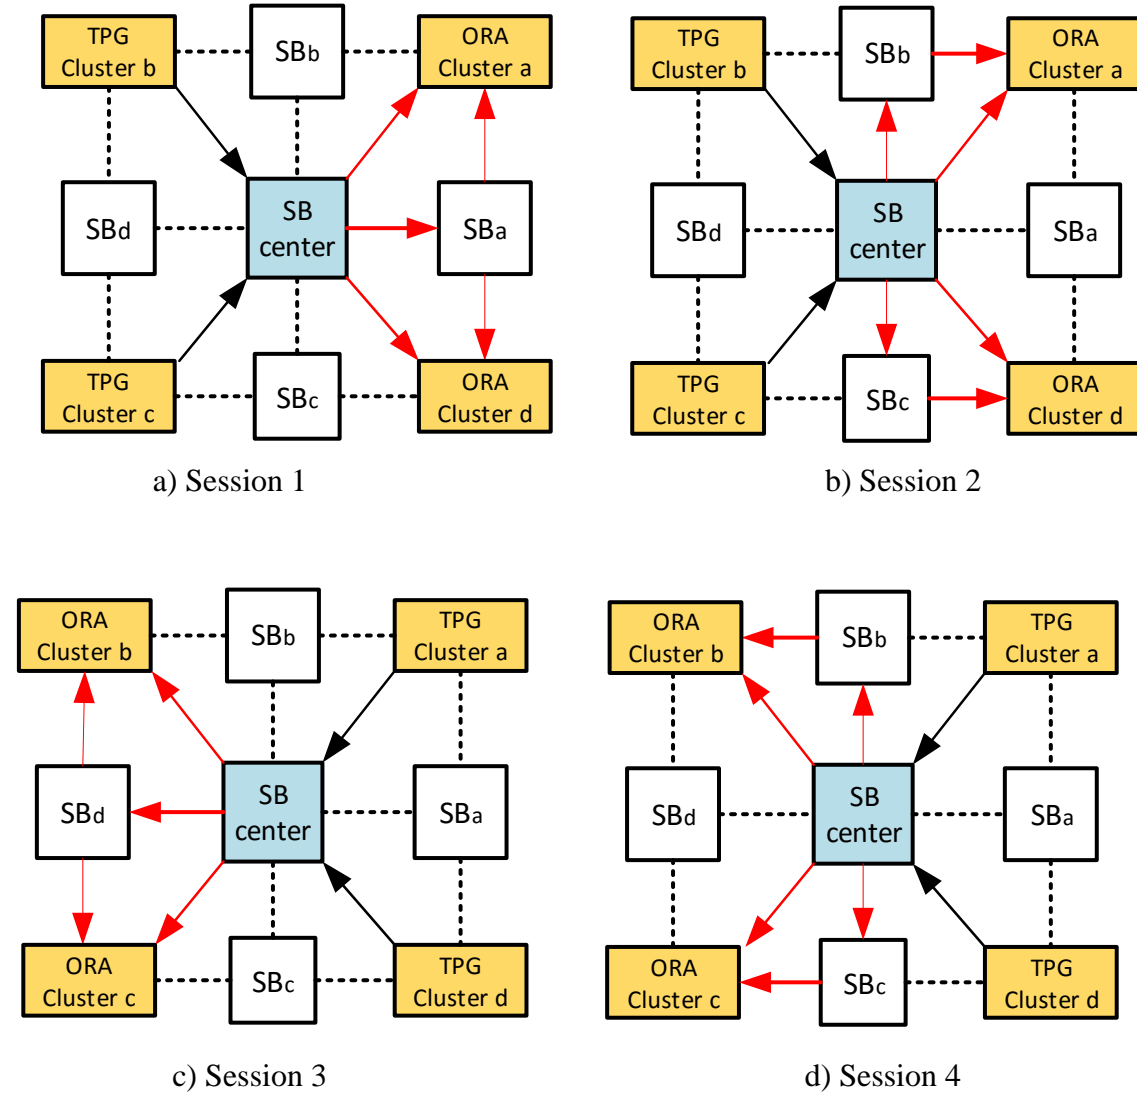 TPG
Cluster b
SBb
ORA
Cluster a
SBd
SB
center
SBa
TPG
Cluster c
SBc
ORA
Cluster d
a) Session 1
TPG
Cluster b
SBb
ORA
Cluster a
SBd
SB
center
SBa
TPG
Cluster c
SBc
ORA
Cluster d
b) Session 2
ORA
Cluster b
SBb
TPG
Cluster a
SBd
SB
center
SBa
ORA
Cluster c
SBc
TPG
Cluster d
c) Session 3
ORA
Cluster b
SBb
TPG
Cluster a
SBd
SB
center
SBa
ORA
Cluster c
SBc
TPG
Cluster d
d) Session 4